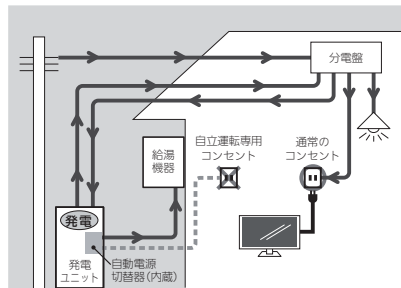 分電盤
給湯
機器
自立運転専用
コンセント
通常の
コンセント
発電
発電
ユニット
自動電源
切替器(内蔵)